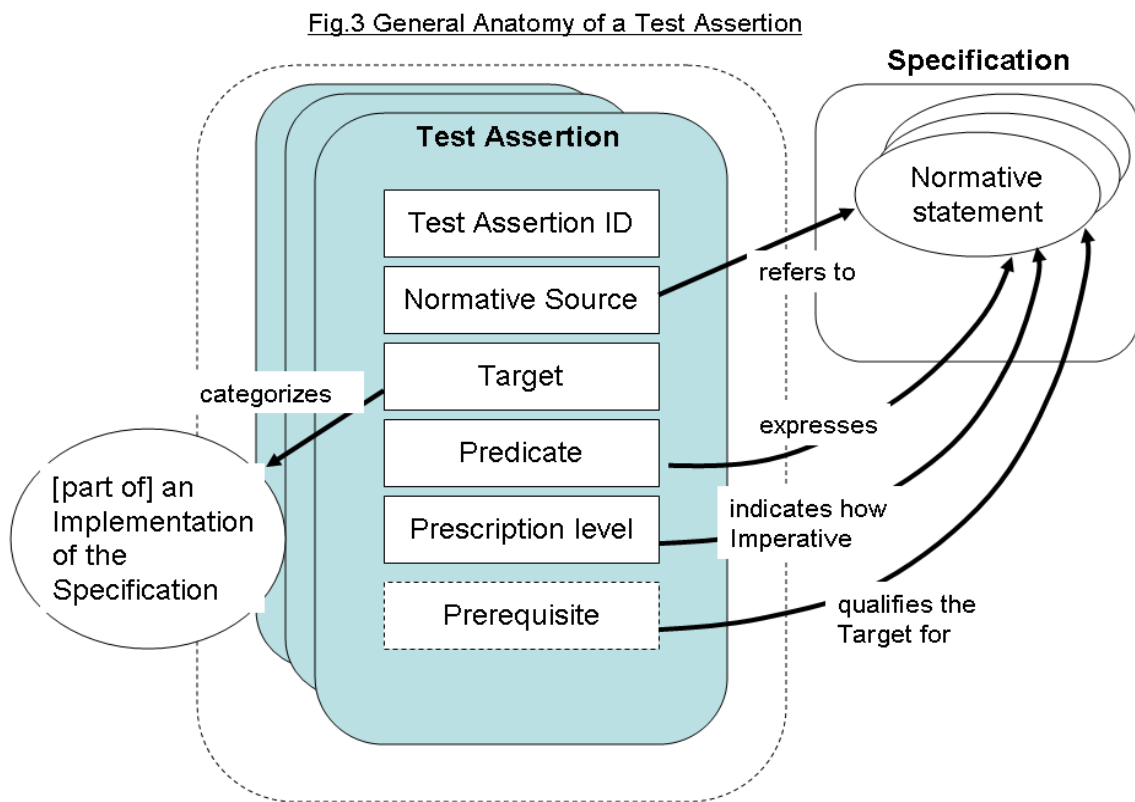 Fig.3 General Anatomy of a Test Assertion
Specification
Test Assertion
Normative
statement
Test Assertion ID
refers to
Normative Source
Target
categorizes
expresses
Predicate
[part of] an
Implementation
of the
Specification
Prescription level
indicates how
Imperative
Prerequisite
qualifies the
Target for